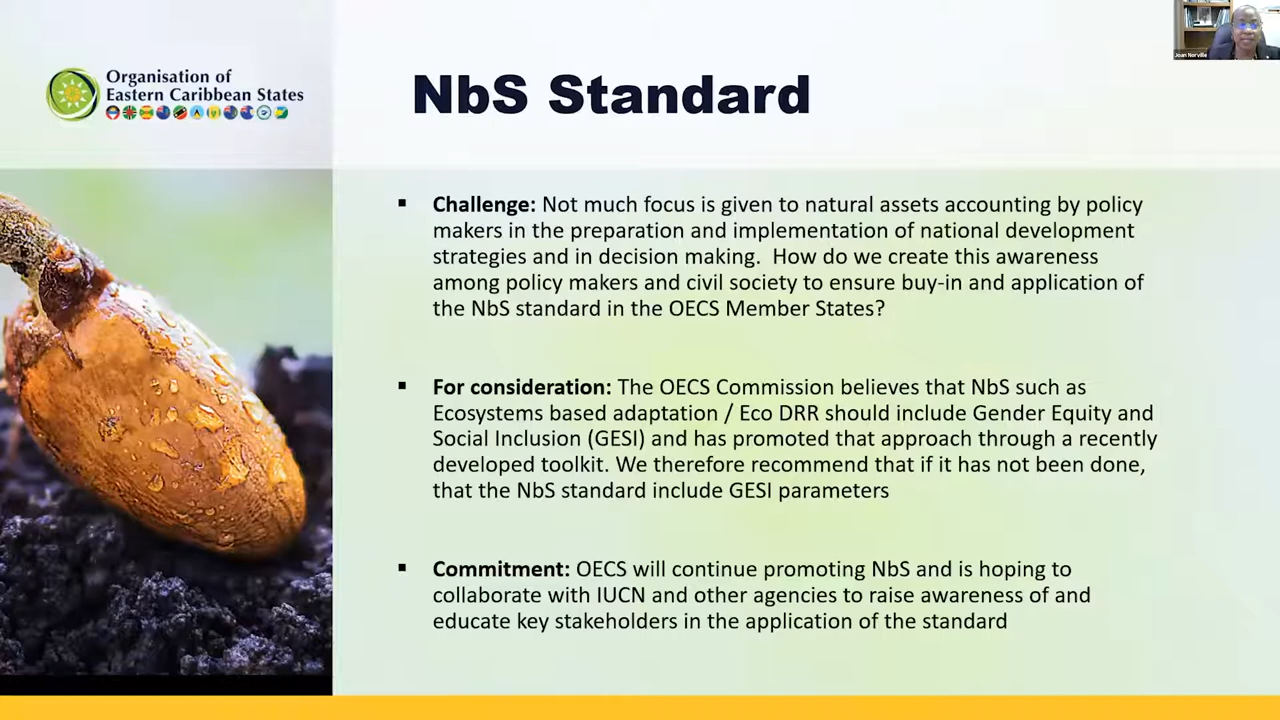 Organisation of
Eastern Caribbean States
NbS Standard
Joan Norville
▪ Challenge: Not much focus is given to natural assets accounting by policy
makers in the preparation and implementation of national development
strategies and in decision making.  How do we create this awareness
among policy makers and civil society to ensure buy-in and application of
the NbS standard in the OECS Member States?
▪ For consideration: The OECS Commission believes that NbS such as
Ecosystems based adaptation / Eco DRR should include Gender Equity and
Social Inclusion (GESI) and has promoted that approach through a recently
developed toolkit. We therefore recommend that if it has not been done,
that the NbS standard include GESI parameters
▪ Commitment: OECS will continue promoting NbS and is hoping to
collaborate with IUCN and other agencies to raise awareness of and
educate key stakeholders in the application of the standard